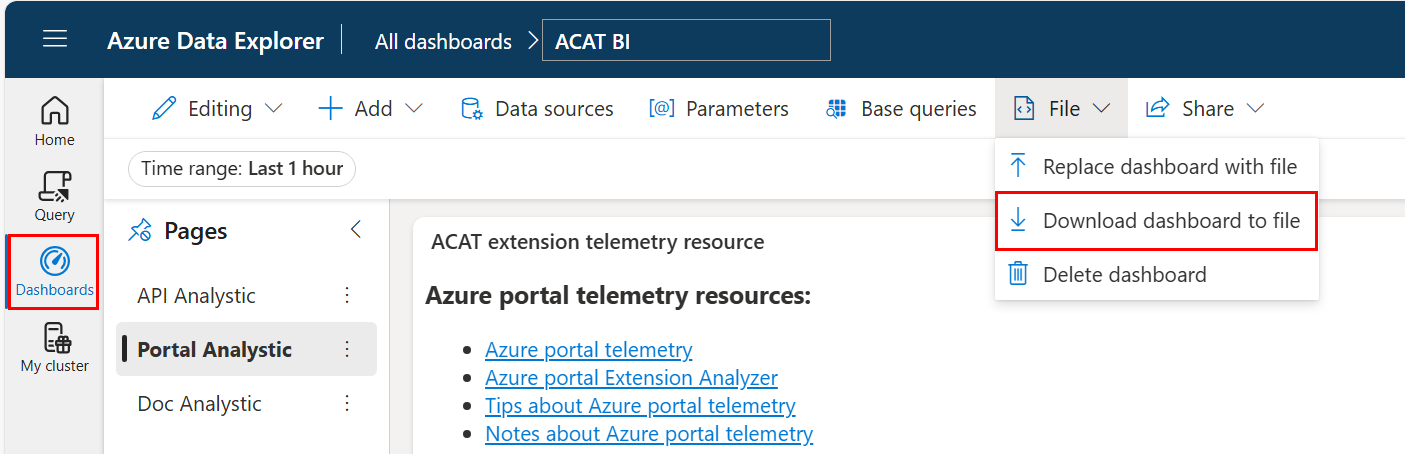 Azure Data Explorer
All dashboards
ACAT BI
Home
Query
Dashboards
My cluster
Editing
Add
Data sources
[@] Parameters
Base queries
File
Share
Replace dashboard with file
Download dashboard to file
Delete dashboard
Time range: Last 1 hour
Pages
API Analystic
Portal Analystic
Doc Analystic
ACAT extension telemetry resource
Azure portal telemetry resources:
Azure portal telemetry
Azure portal Extension Analyzer
Tips about Azure portal telemetry
Notes about Azure portal telemetry